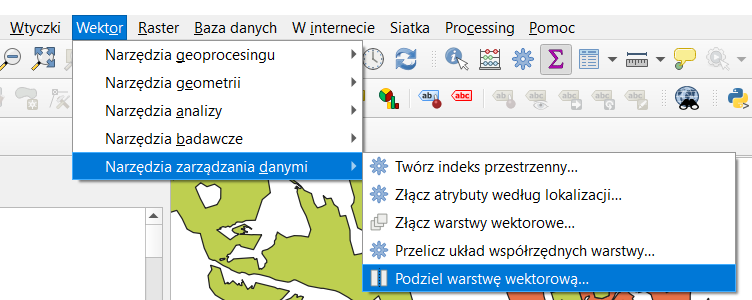 Wtyczki Wektor Raster Baza danych W internecie Siatka Processing Pomoc
Narzędzia geoprocesingu
Narzędzia geometrii
Narzędzia analizy
Narzędzia badawcze
Narzędzia zarządzania danymi
Twórz indeks przestrzenny...
Złącz atrybuty według lokalizacji...
Złącz warstwy wektorowe...
Przelicz układ współrzędnych warstwy...
Podziel warstwę wektorową...